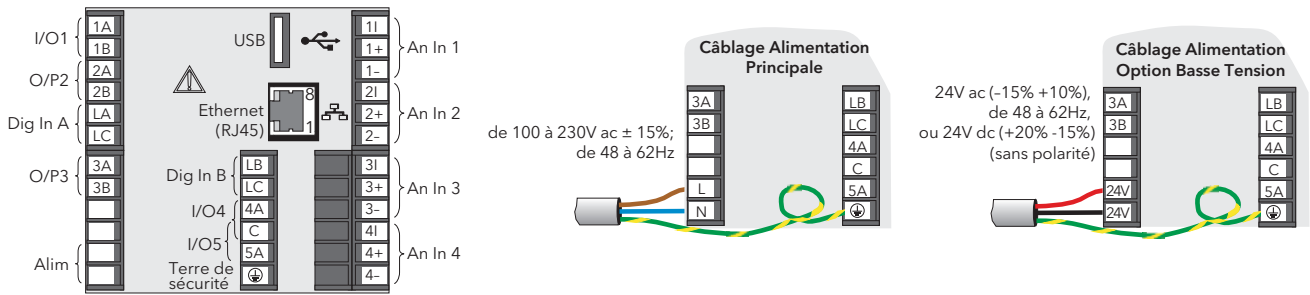 I/O1
O/P2
Dig In A
O/P3
Alim
1A
1B
2A
2B
LA
LC
3A
3B
USB
Ethernet
(RJ45)
8
1
Dig In B
I/O4
I/O5
Terre de
sécurité
LB
LC
4A
C
5A
1I
1+
1–
2I
2+
2-
3I
3+
3–
4I
4+
4–
An In 1
An In 2
An In 3
An In 4
Câblage Alimentation
Principale
de 100 à 230V ac ± 15%;
de 48 à 62Hz
3A
3B
L
N
LB
LC
4A
C
5A
Câblage Alimentation
Option Basse Tension
24V ac (–15% +10%),
de 48 à 62Hz,
ou 24V dc (+20% -15%)
(sans polarité)
3A
3B
24V
24V
LB
LC
4A
C
5A